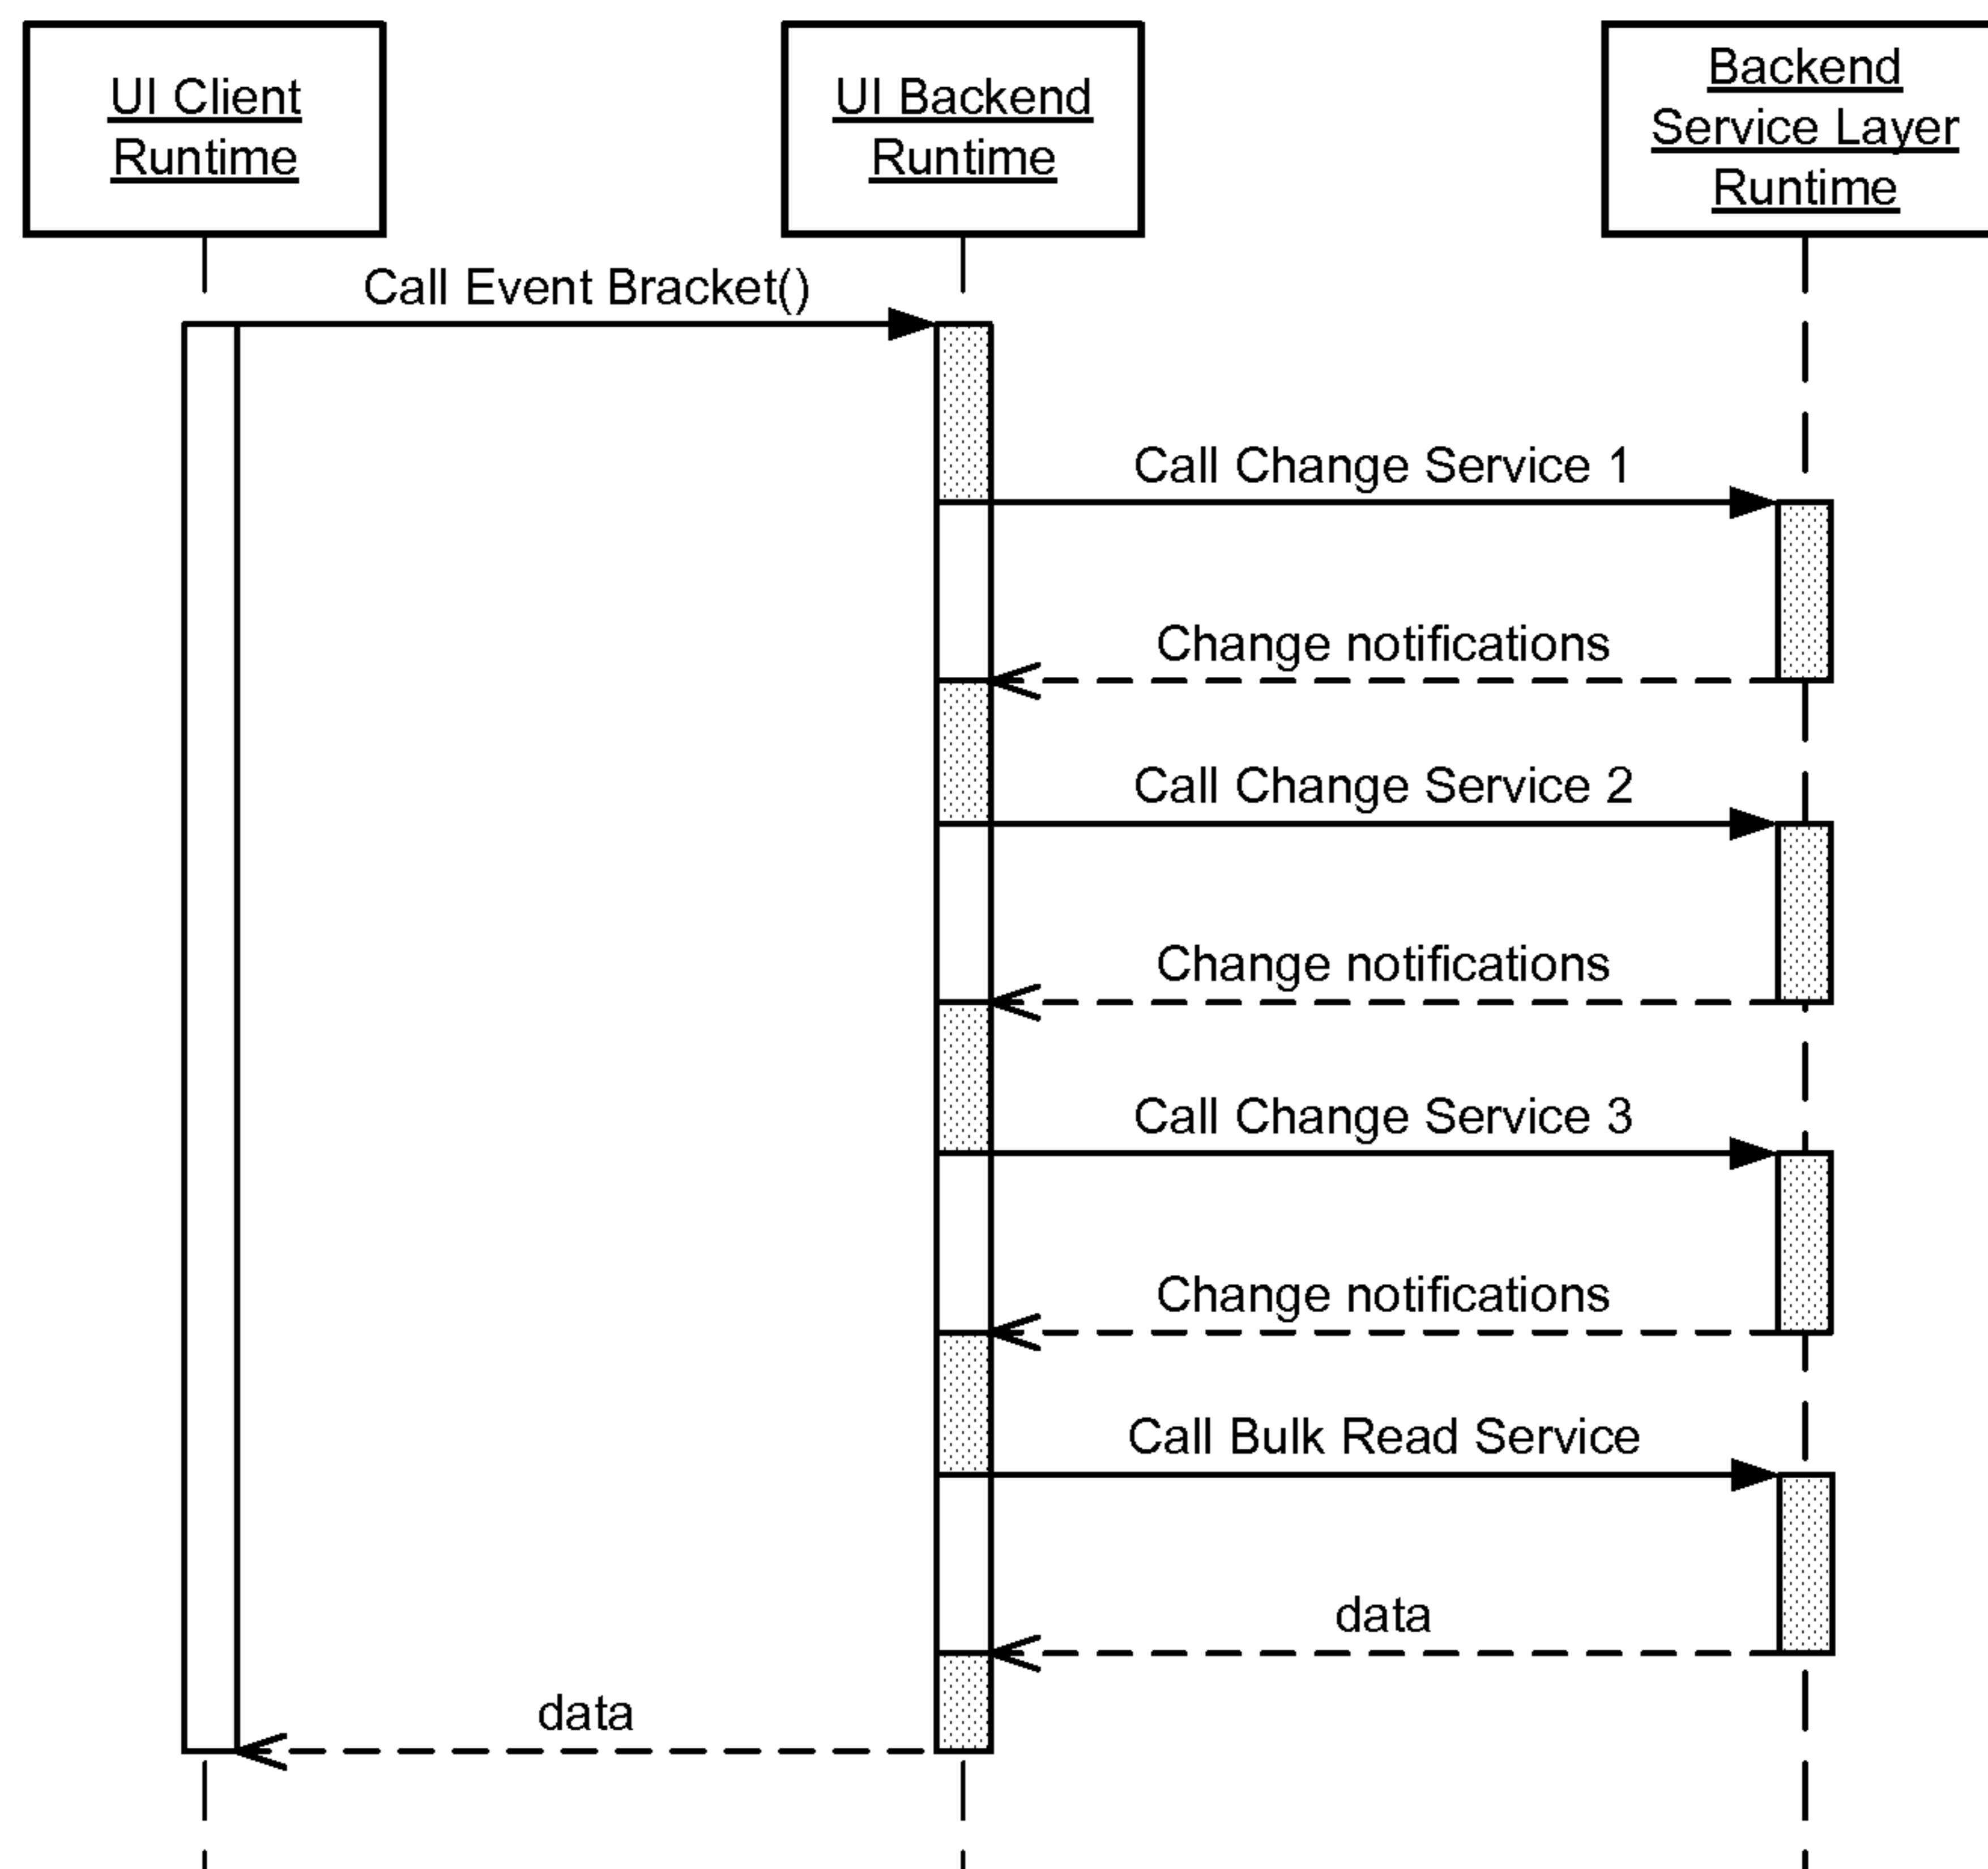 UI Client
Runtime
UI Backend
Runtime
Backend
Service Layer
Runtime
Call Event Bracket()
Call Change Service 1
Change notifications
Call Change Service 2
Change notifications
Call Change Service 3
Change notifications
Call Bulk Read Service
data
data